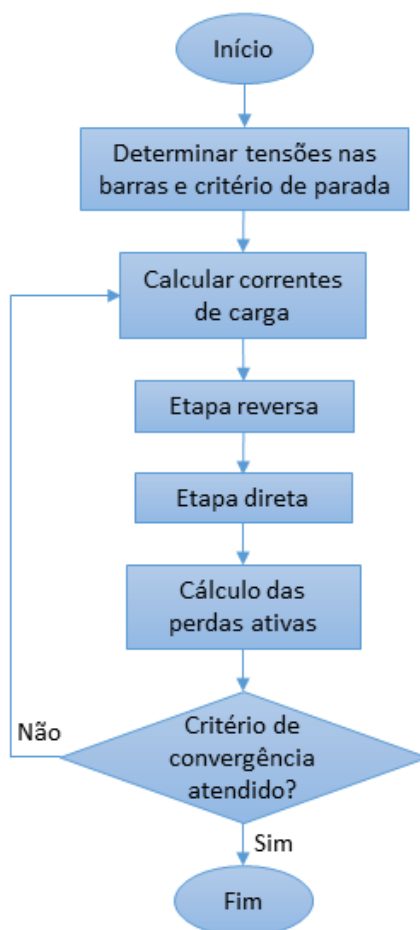 Início
Determinar tensões nas
barras e critério de parada
Calcular correntes
de carga
Etapa reversa
Etapa direta
Cálculo das
perdas ativas
Não
Critério de
convergência
atendido?
Sim
Fim